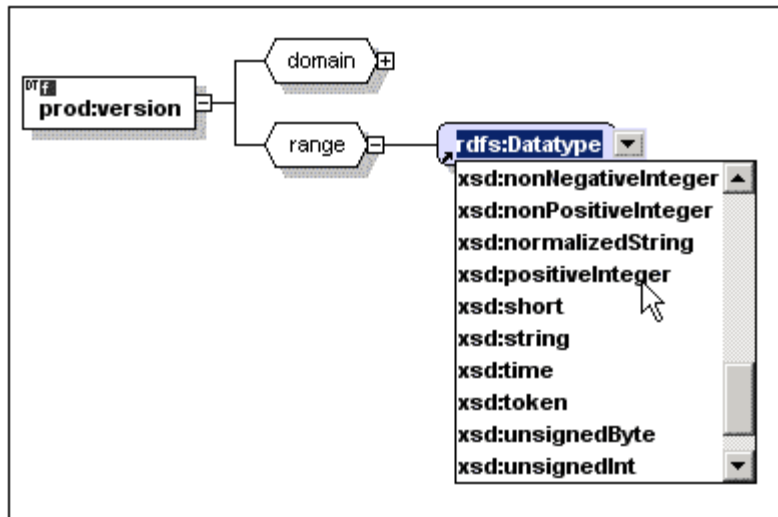 domain
DT f
prod:version
range
rdfs:Datatype
xsd:nonNegativeInteger
xsd:nonPositiveInteger
xsd:normalizedString
xsd:positiveInteger
xsd:short
xsd:string
xsd:time
xsd:token
xsd:unsignedByte
xsd:unsignedInt